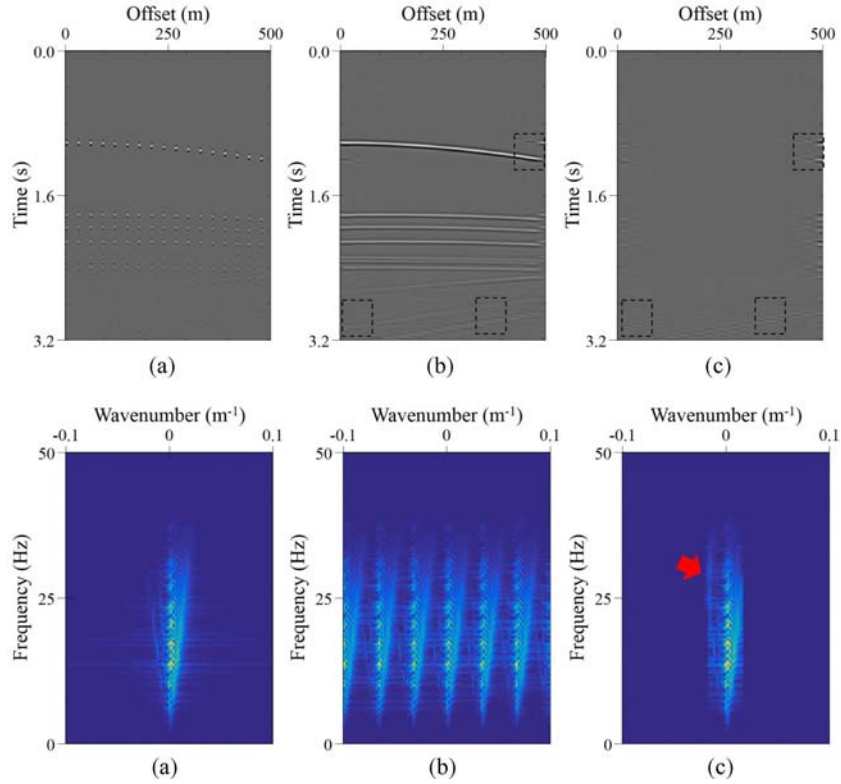 Offset (m)
Offset (m)
Offset (m)
0
250
500
0
250
500
0
250
500
0.0
0.0
0.0
Time (s)
Time (s)
Time (s)
1.6
1.6
1.6
3.2
3.2
3.2
(a)
(b)
(c)
Wavenumber (m-1)
Wavenumber (m-1)
Wavenumber (m-1)
-0.1
0
0.1
-0.1
0
0.1
-0.1
0
0.1
50
50
50
Frequency (Hz)
Frequency (Hz)
Frequency (Hz)
25
25
25
0
0
0
(a)
(b)
(c)